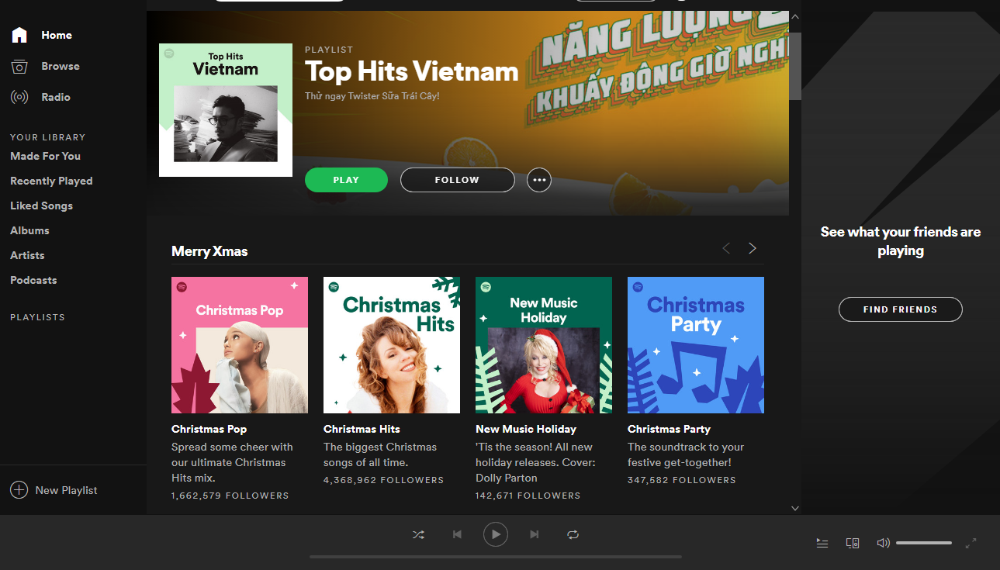 Home
Browse
Radio
YOUR LIBRARY
Made For You
Recently Played
Liked Songs
Albums
Artists
Podcasts
PLAYLISTS
New Playlist
Top Hits
Vietnam
PLAYLIST
Top Hits Vietnam
Thử ngay Twister Sữa Trái Cây!
NĂNG LƯỢNG
KHUẤY ĐỘNG GIỜ NGH
PLAY
FOLLOW
Merry Xmas
Christmas Pop
Christmas
Hits
New Music
Holiday
Christmas
Party
Christmas Pop
Spread some cheer with
our ultimate Christmas
Hits mix.
1,662,579 FOLLOWERS
Christmas Hits
The biggest Christmas
songs of all time.
4,368,962 FOLLOWERS
New Music Holiday
'Tis the season! All new
holiday releases. Cover:
Dolly Parton
142,671 FOLLOWERS
Christmas Party
The soundtrack to your
festive get-together!
347,582 FOLLOWERS
See what your friends are
playing
FIND FRIENDS